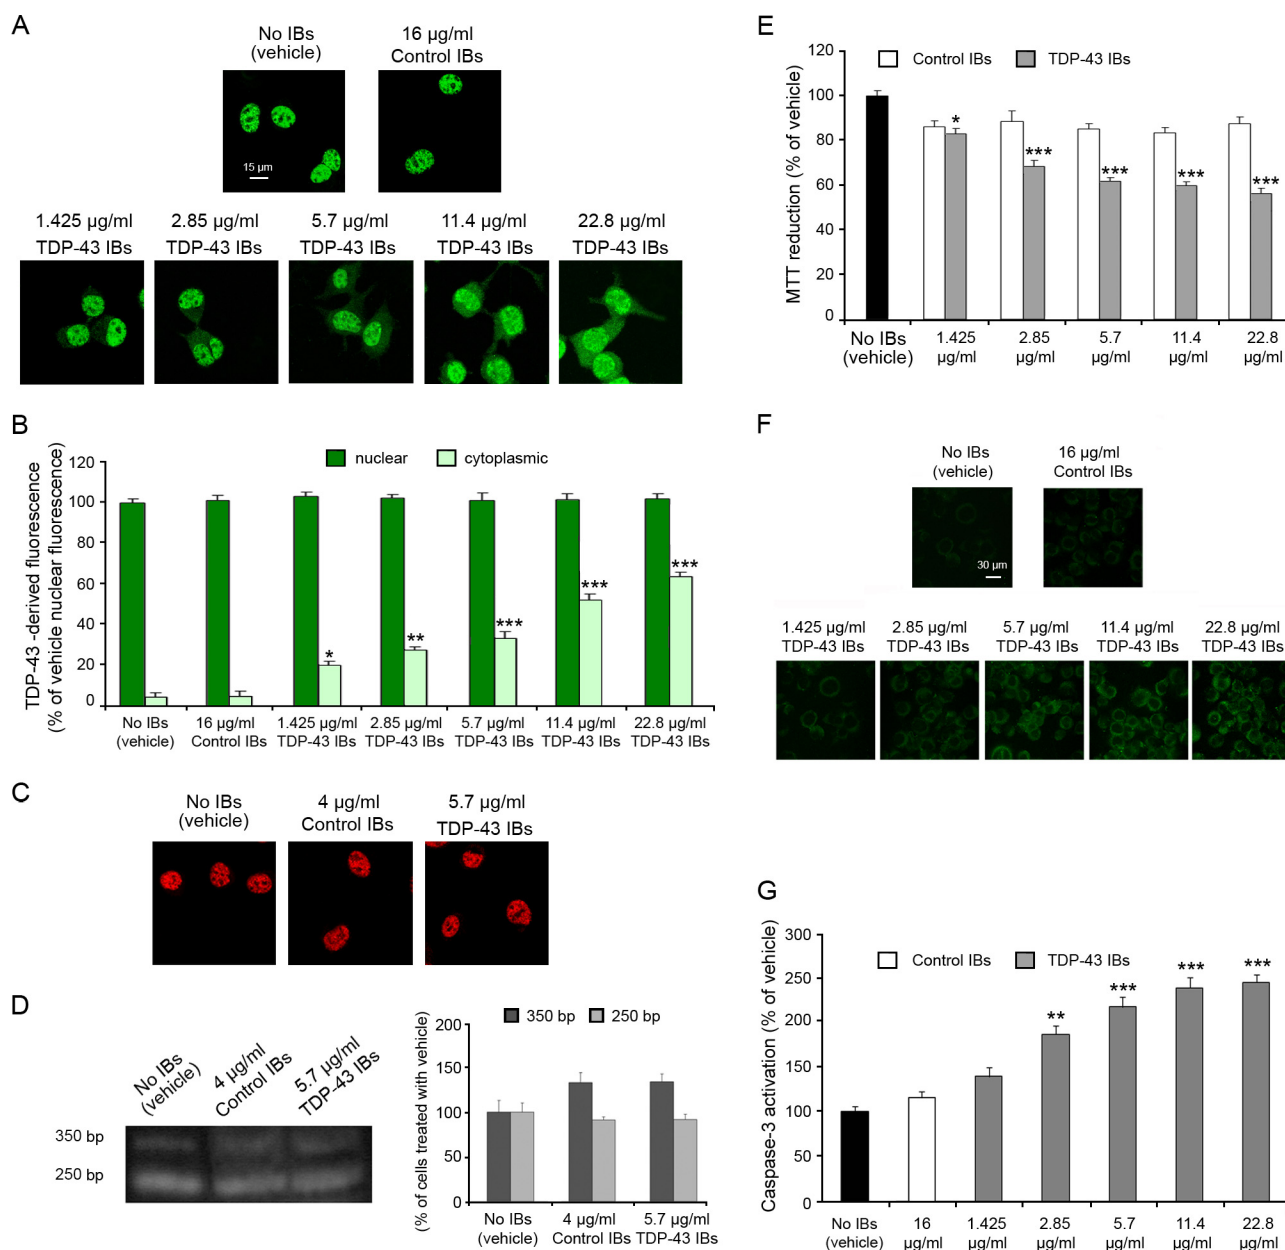 A
No IBs
(vehicle)
16 µg/ml
Control IBs
15 µm
1.425 µg/ml
TDP-43 IBs
2.85 µg/ml
TDP-43 IBs
5.7 µg/ml
TDP-43 IBs
11.4 µg/ml
TDP-43 IBs
22.8 µg/ml
TDP-43 IBs
B
TDP-43 -derived fluorescence
(% of vehicle nuclear fluorescence)
120
100
80
60
40
20
0
nuclear
cytoplasmic
*
**
***
***
***
No IBs
(vehicle)
16 µg/ml
Control IBs
1.425 µg/ml
TDP-43 IBs
2.85 µg/ml
TDP-43 IBs
5.7 µg/ml
TDP-43 IBs
11.4 µg/ml
TDP-43 IBs
22.8 µg/ml
TDP-43 IBs
C
No IBs
(vehicle)
4 µg/ml
Control IBs
5.7 µg/ml
TDP-43 IBs
D
No IBs
(vehicle)
4 µg/ml
Control IBs
5.7 µg/ml
TDP-43 IBs
350 bp
250 bp
(% of cells treated with vehicle)
200
150
100
50
0
350 bp
250 bp
No IBs
(vehicle)
4 µg/ml
Control IBs
5.7 µg/ml
TDP-43 IBs
E
MTT reduction (% of vehicle)
120
100
80
60
40
20
0
Control IBs
TDP-43 IBs
*
***
***
***
***
No IBs
(vehicle)
1.425
µg/ml
2.85
µg/ml
5.7
µg/ml
11.4
µg/ml
22.8
µg/ml
F
No IBs
(vehicle)
16 µg/ml
Control IBs
30 µm
1.425 µg/ml
TDP-43 IBs
2.85 µg/ml
TDP-43 IBs
5.7 µg/ml
TDP-43 IBs
11.4 µg/ml
TDP-43 IBs
22.8 µg/ml
TDP-43 IBs
G
Caspase-3 activation (% of vehicle)
300
250
200
150
100
50
0
Control IBs
TDP-43 IBs
**
***
***
***
No IBs
(vehicle)
16
µg/ml
1.425
µg/ml
2.85
µg/ml
5.7
µg/ml
11.4
µg/ml
22.8
µg/ml